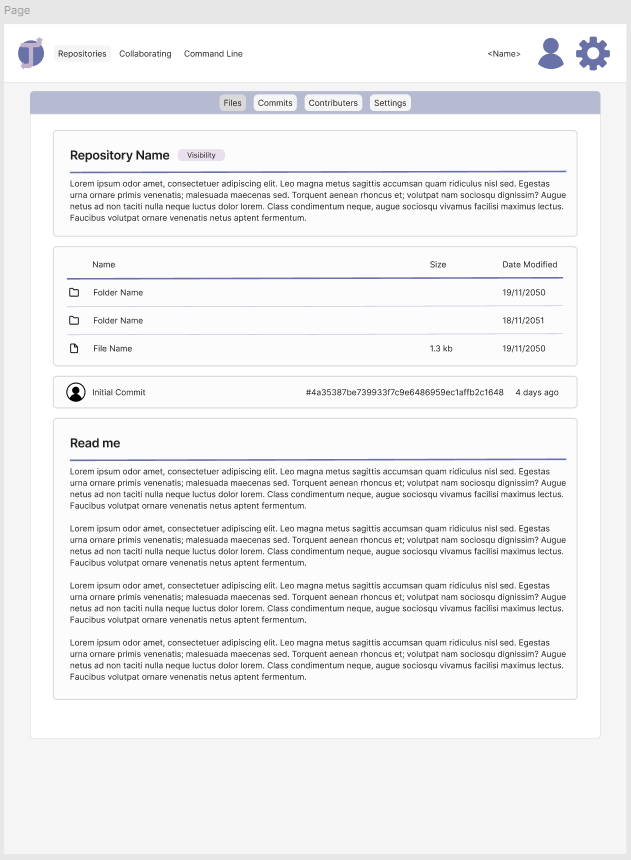 Page
Repositories Collaborating Command Line <Name>
Files Commits Contributers Settings
Repository Name Visibility
Lorem ipsum odor amet, consectetuer adipiscing elit. Leo magna metus sagittis accumsan quam ridiculus nisl sed. Egestas
urna ornare primis venenatis; malesuada maecenas sed. Torquent aenean rhoncus et; volutpat nam sociosqu dignissim? Augue
netus ad non taciti nulla neque luctus dolor lorem. Class condimentum neque, augue sociosqu vivamus facilisi maximus lectus.
Faucibus volutpat ornare venenatis netus aptent fermentum.
Name Size Date Modified
Folder Name 19/11/2050
Folder Name 18/11/2051
File Name 1.3 kb 19/11/2050
Initial Commit #4a35387be739933f7c9e6486959ec1affb2c1648 4 days ago
Read me
Lorem ipsum odor amet, consectetuer adipiscing elit. Leo magna metus sagittis accumsan quam ridiculus nisl sed. Egestas
urna ornare primis venenatis; malesuada maecenas sed. Torquent aenean rhoncus et; volutpat nam sociosqu dignissim? Augue
netus ad non taciti nulla neque luctus dolor lorem. Class condimentum neque, augue sociosqu vivamus facilisi maximus lectus.
Faucibus volutpat ornare venenatis netus aptent fermentum.
Lorem ipsum odor amet, consectetuer adipiscing elit. Leo magna metus sagittis accumsan quam ridiculus nisl sed. Egestas
urna ornare primis venenatis; malesuada maecenas sed. Torquent aenean rhoncus et; volutpat nam sociosqu dignissim? Augue
netus ad non taciti nulla neque luctus dolor lorem. Class condimentum neque, augue sociosqu vivamus facilisi maximus lectus.
Faucibus volutpat ornare venenatis netus aptent fermentum.
Lorem ipsum odor amet, consectetuer adipiscing elit. Leo magna metus sagittis accumsan quam ridiculus nisl sed. Egestas
urna ornare primis venenatis; malesuada maecenas sed. Torquent aenean rhoncus et; volutpat nam sociosqu dignissim? Augue
netus ad non taciti nulla neque luctus dolor lorem. Class condimentum neque, augue sociosqu vivamus facilisi maximus lectus.
Faucibus volutpat ornare venenatis netus aptent fermentum.
Lorem ipsum odor amet, consectetuer adipiscing elit. Leo magna metus sagittis accumsan quam ridiculus nisl sed. Egestas
urna ornare primis venenatis; malesuada maecenas sed. Torquent aenean rhoncus et; volutpat nam sociosqu dignissim? Augue
netus ad non taciti nulla neque luctus dolor lorem. Class condimentum neque, augue sociosqu vivamus facilisi maximus lectus.
Faucibus volutpat ornare venenatis netus aptent fermentum.